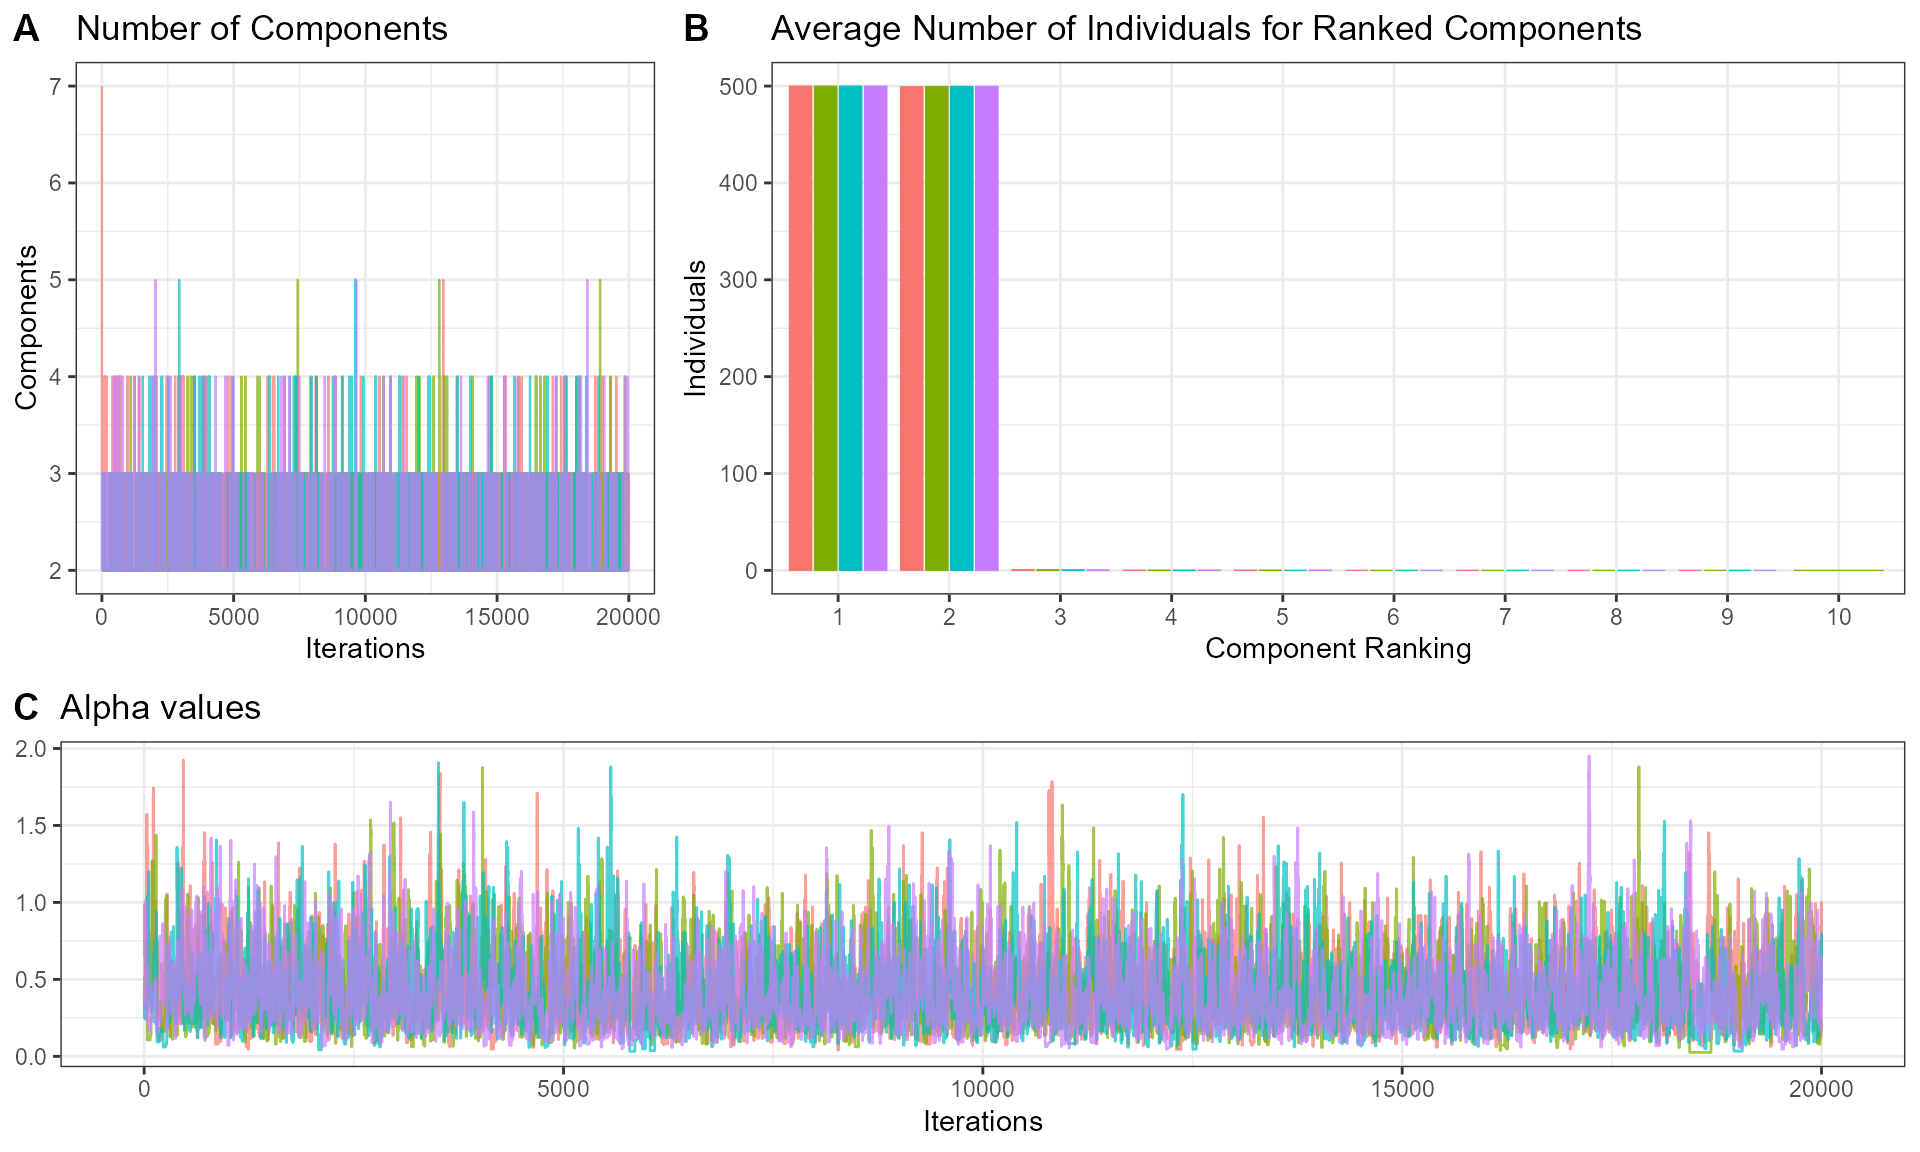 A Number of Components
7
6
5
4
3
2
Components
0 5000 10000 15000 20000
Iterations
B Average Number of Individuals for Ranked Components
500
400
300
200
100
0
Individuals
1 2 3 4 5 6 7 8 9 10
Component Ranking
C Alpha values
2.0
1.5
1.0
0.5
0.0
0 5000 10000 15000 20000
Iterations